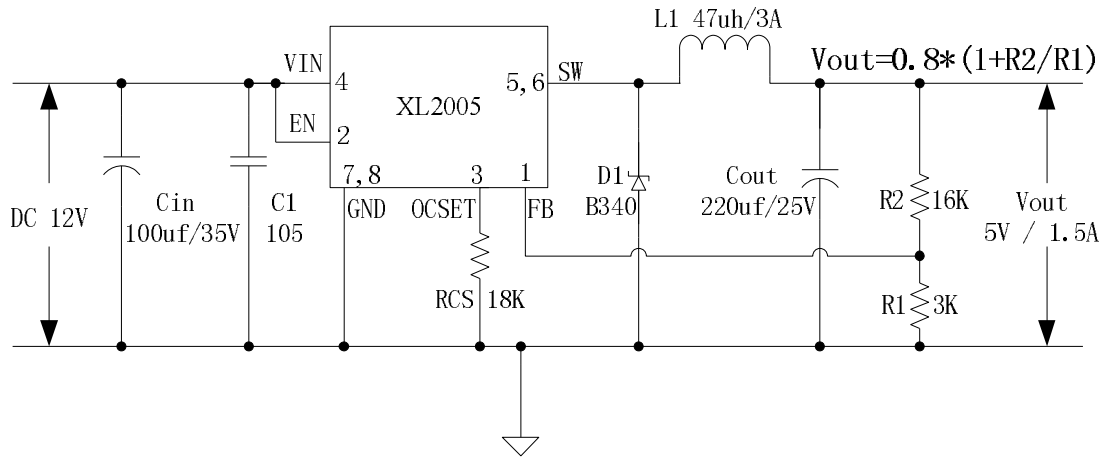 L1 47uh/3A
Vout=0.8*(1+R2/R1)
VIN
4
5,6
SW
XL2005
EN
2
7,8
3
1
GND
OCSET
FB
D1
B340
Cin
100uf/35V
C1
105
Cout
220uf/25V
R2
16K
DC 12V
Vout
5V / 1.5A
RCS
18K
R1
3K